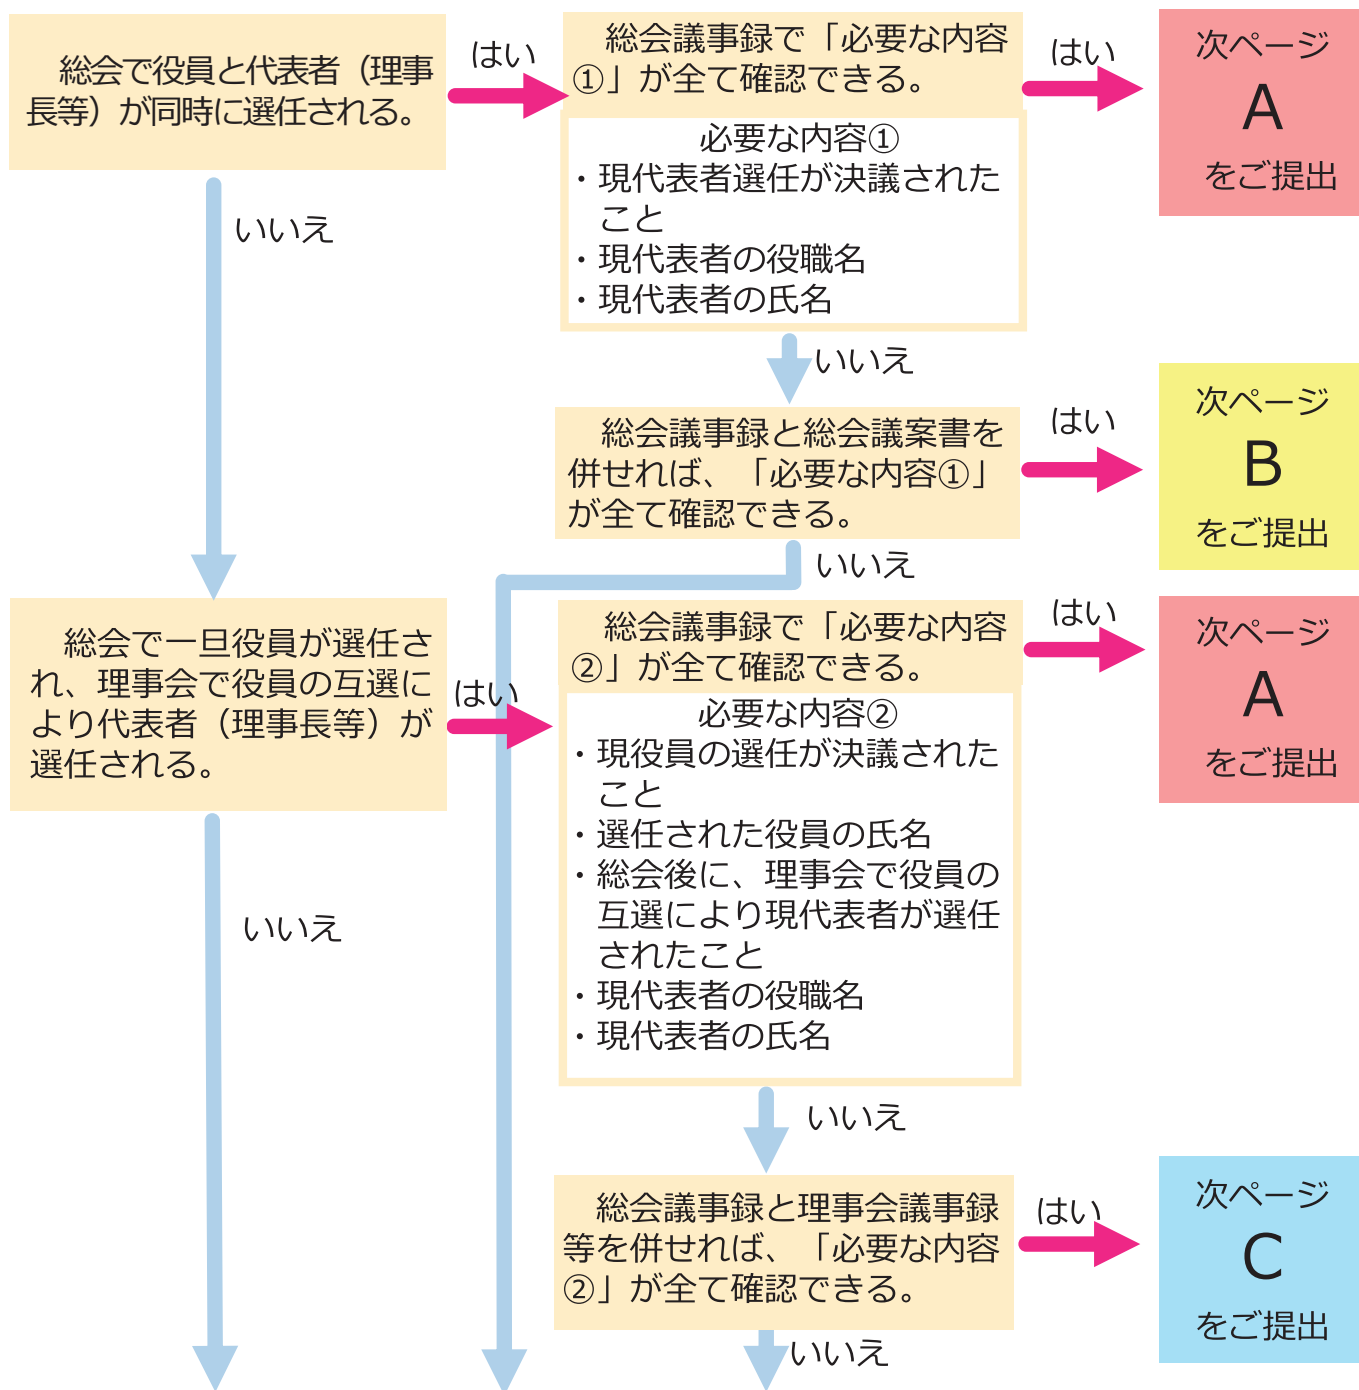 総会で役員と代表者（理事
長等）が同時に選任される。
はい
総会議事録で「必要な内容
①」が全て確認できる。
はい
次ページ
A
をご提出
必要な内容①
・現代表者選任が決議された
こと
・現代表者の役職名
・現代表者の氏名
いいえ
いいえ
総会議事録と総会議案書を
併せれば、「必要な内容①」
が全て確認できる。
はい
次ページ
B
をご提出
いいえ
総会で一旦役員が選任さ
れ、理事会で役員の互選に
より代表者（理事長等）が
選任される。
はい
総会議事録で「必要な内容
②」が全て確認できる。
はい
次ページ
A
をご提出
必要な内容②
・現役員の選任が決議された
こと
・選任された役員の氏名
・総会後に、理事会で役員の
互選により現代表者が選任
されたこと
・現代表者の役職名
・現代表者の氏名
いいえ
いいえ
総会議事録と理事会議事録
等を併せれば、「必要な内容
②」が全て確認できる。
はい
次ページ
C
をご提出
いいえ